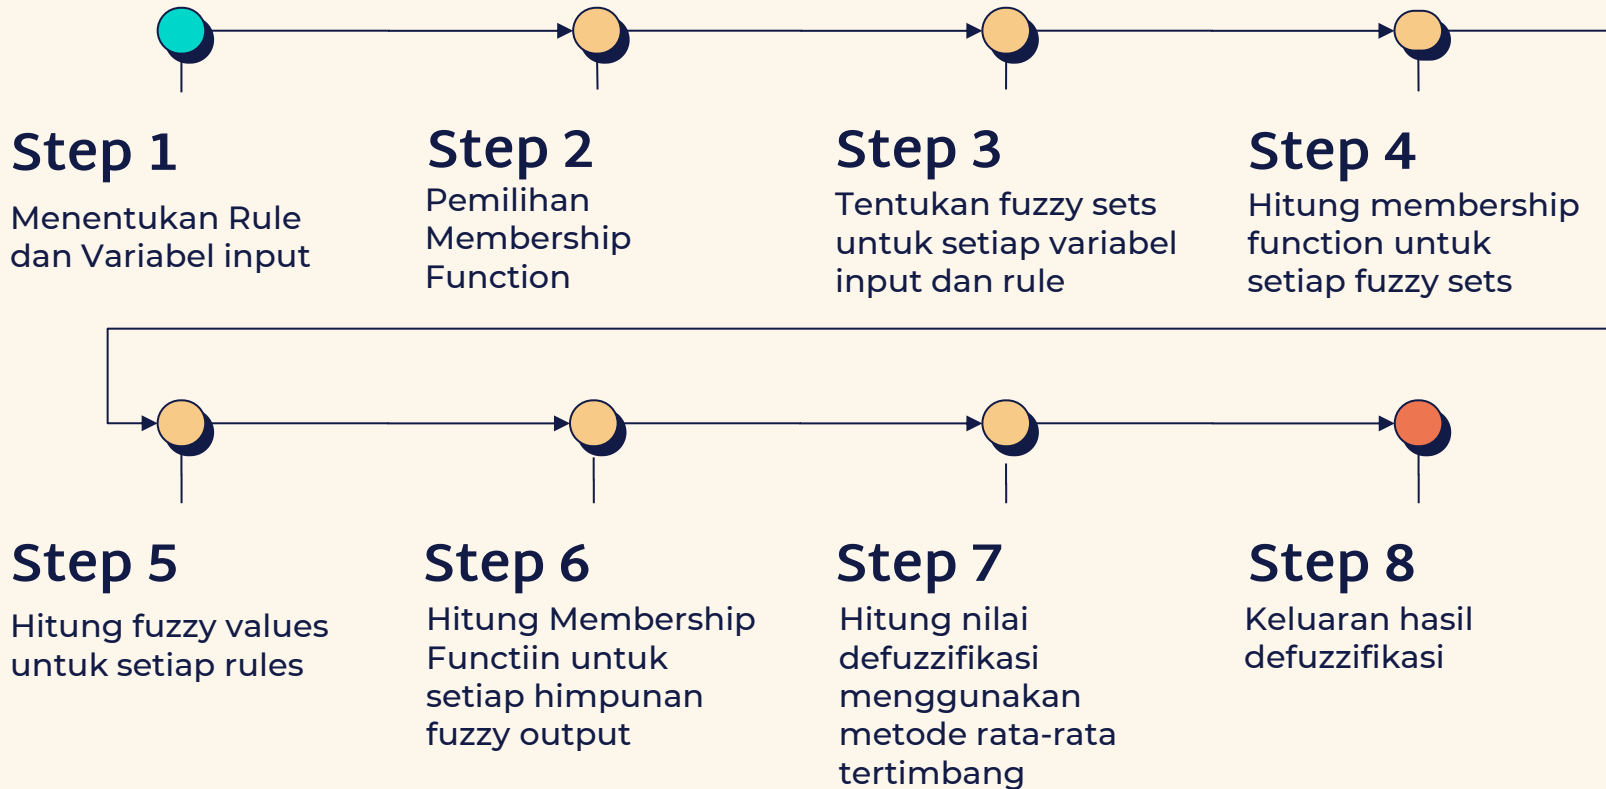 Step 1
Menentukan Rule
dan Variabel input
Step 2
Pemilihan
Membership
Function
Step 3
Tentukan fuzzy sets
untuk setiap variabel
input dan rule
Step 4
Hitung membership
function untuk
setiap fuzzy sets
Step 5
Hitung fuzzy values
untuk setiap rules
Step 6
Hitung Membership
Functiin untuk
setiap himpunan
fuzzy output
Step 7
Hitung nilai
defuzzifikasi
menggunakan
metode rata-rata
tertimbang
Step 8
Keluaran hasil
defuzzifikasi